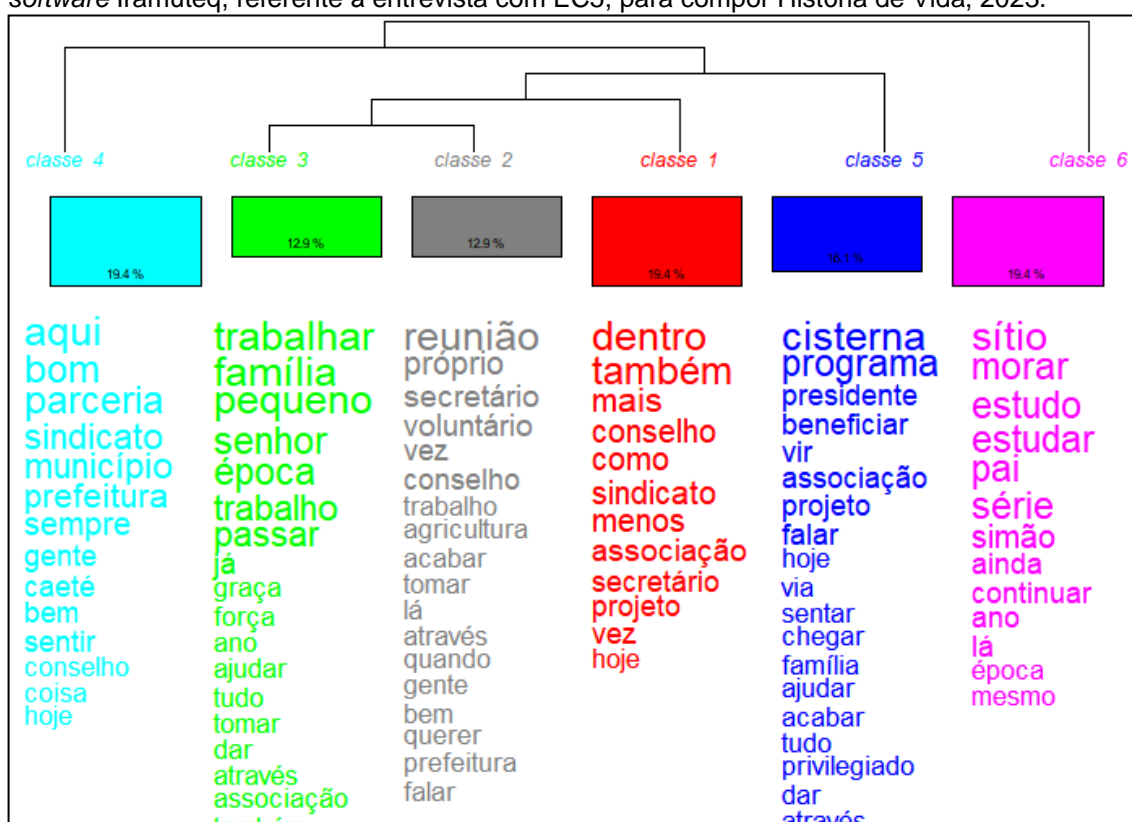 software Iramuteq, referente à entrevista com EC5, para compor História de Vida, 2023.
classe 4
classe 3
classe 2
classe 1
classe 5
classe 6
19.4 %
12.9 %
12.9 %
19.4 %
16.1 %
19.4 %
aqui
bom
parceria
sindicato
município
prefeitura
sempre
gente
caeté
bem
sentir
conselho
coisa
hoje
trabalhar
família
pequeno
senhor
época
trabalho
passar
já
graça
força
ano
ajudar
tudo
tomar
dar
através
associação
também
reunião
próprio
secretário
voluntário
vez
conselho
trabalho
agricultura
acabar
tomar
lá
através
quando
gente
bem
querer
prefeitura
falar
dentro
também
mais
conselho
como
sindicato
menos
associação
secretário
projeto
vez
hoje
cisterna
programa
presidente
beneficiar
vir
associação
projeto
falar
hoje
via
sentar
chegar
família
ajudar
acabar
tudo
privilegiado
dar
através
sítio
morar
estudo
estudar
pai
série
simão
ainda
continuar
ano
lá
época
mesmo